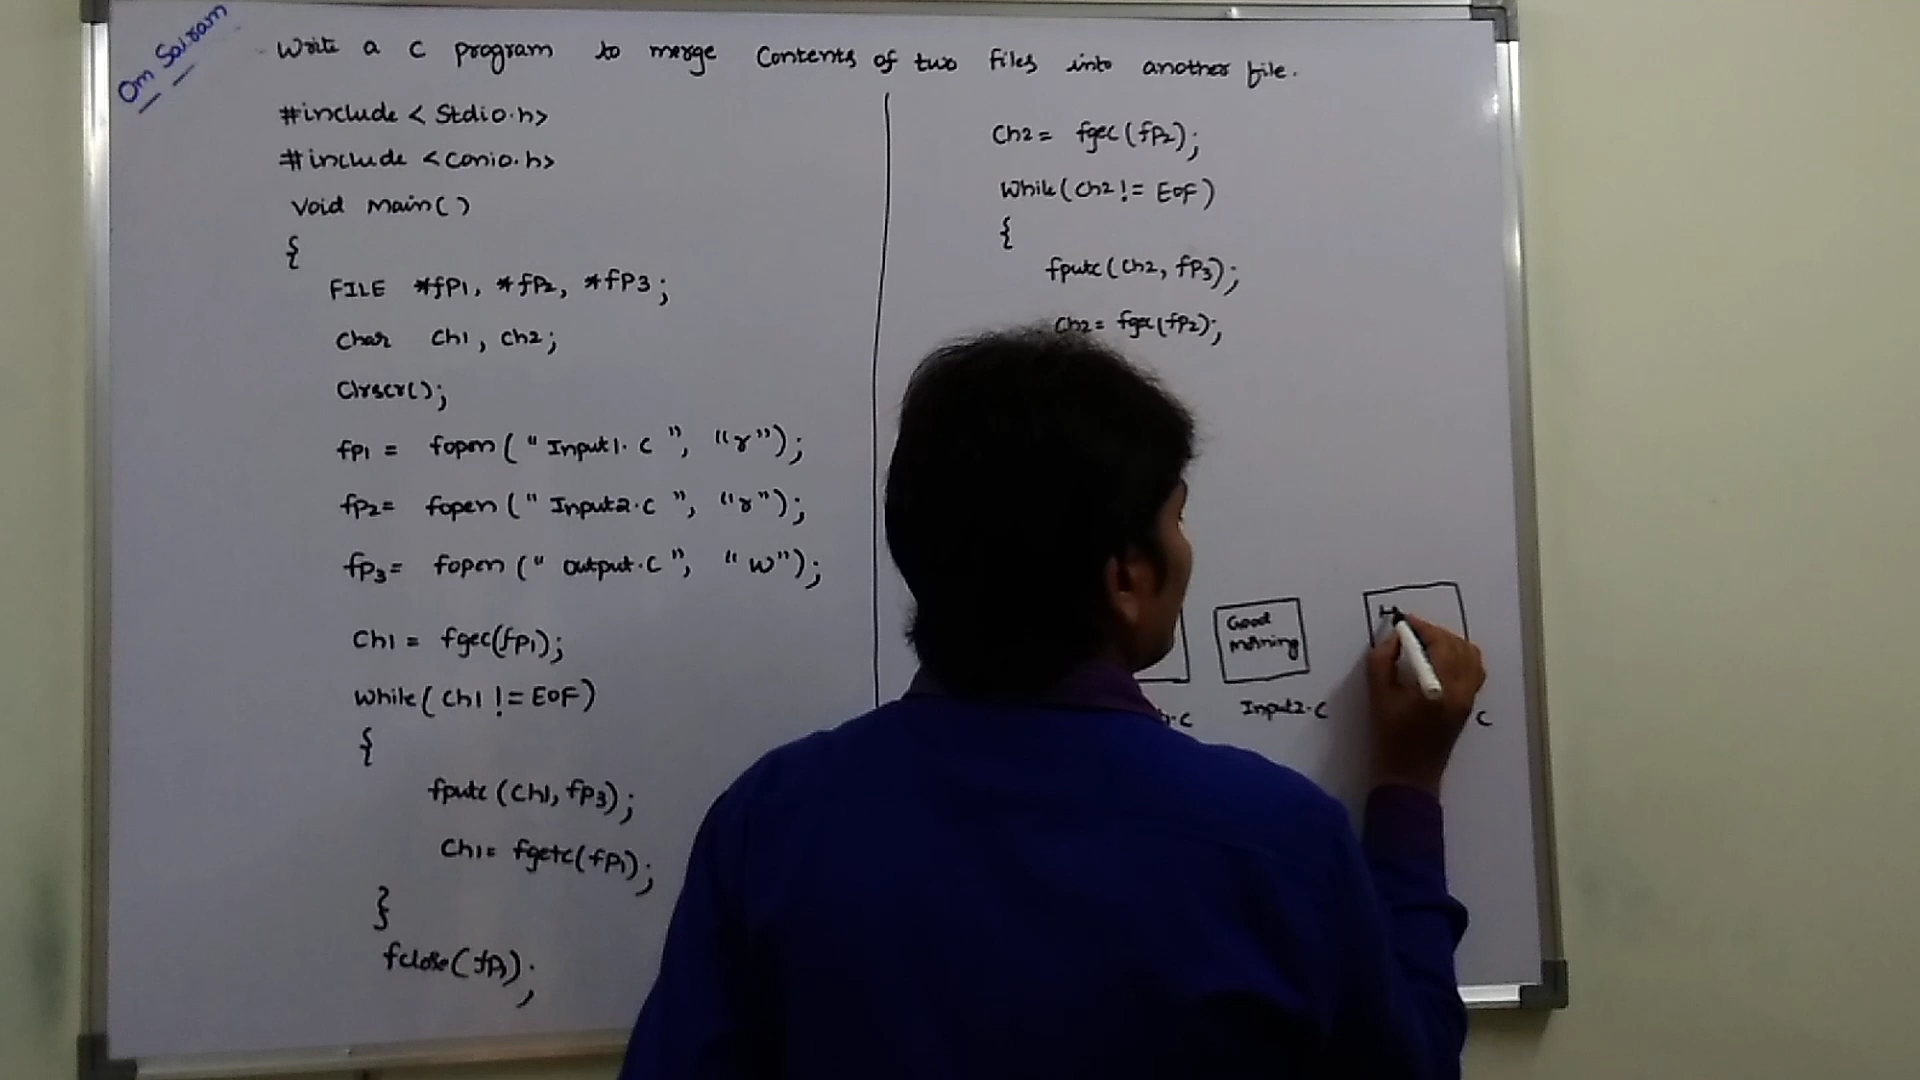 Om Sairam
Write a C program to merge Contents of two files into another file.
#include < Stdio.h>
#include <conio.h>
Void main( )
{
FILE *fp1, *fp2, *fp3;
Char ch1, ch2;
Clrscr();
fp1 = fopen( " Input1.c ", "r");
fp2= fopen (" Input2.c ", "r");
fp3= fopen (" output.c ", " w");
Ch1 = fgec(fp1);
while( ch1 != EOF)
{
fputc (ch1, fp3);
Ch1= fgetc(fp1);
}
fclose(fp1);
Ch2 = fgec(fp2);
While( ch2 != EOF)
{
fputc (ch2, fp3);
Ch2= fgec(fp2);
Good
morning
.c
Input2.c
C